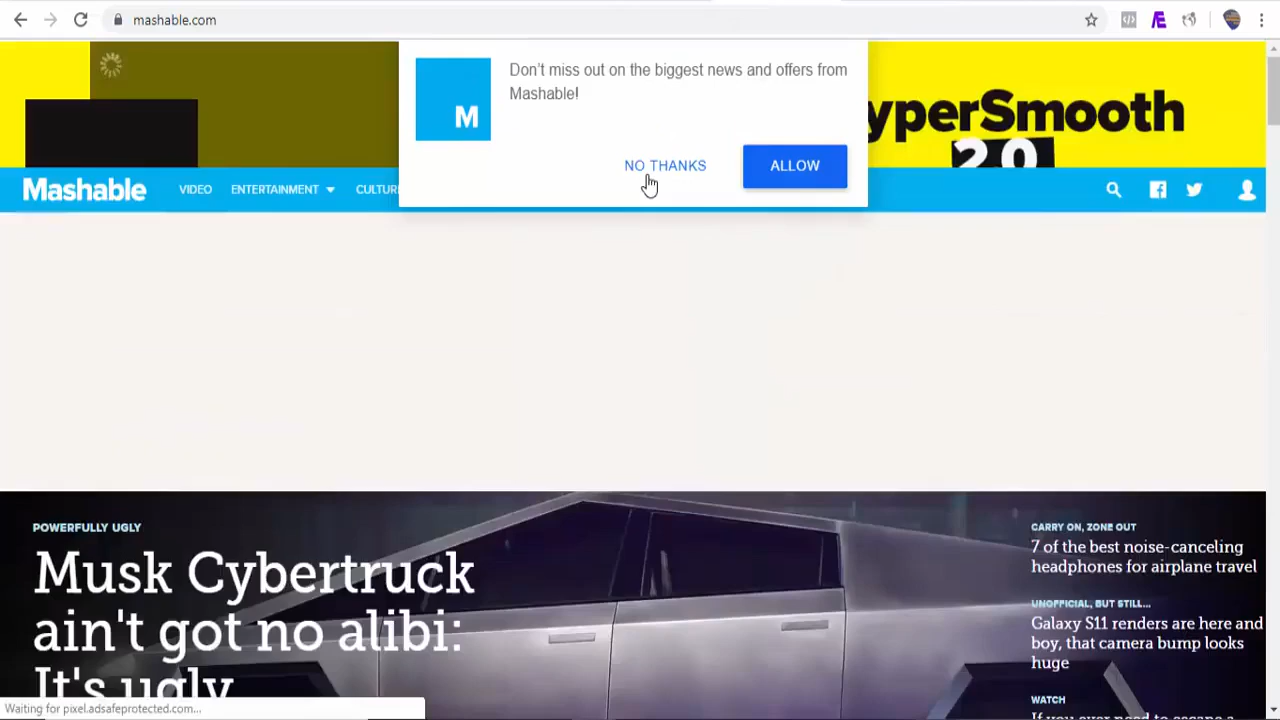 mashable.com
Don't miss out on the biggest news and offers from
Mashable!
M
NO THANKS
ALLOW
yperSmooth
2.0
Mashable
VIDEO
ENTERTAINMENT
CULTUR
POWERFULLY UGLY
Musk Cybertruck
ain't got no alibi:
It's ugly
CARRY ON, ZONE OUT
7 of the best noise-canceling
headphones for airplane travel
UNOFFICIAL, BUT STILL...
Galaxy S11 renders are here and
boy, that camera bump looks
huge
WATCH
If you ever need to escape a
Waiting for pixel.adsafeprotected.com...